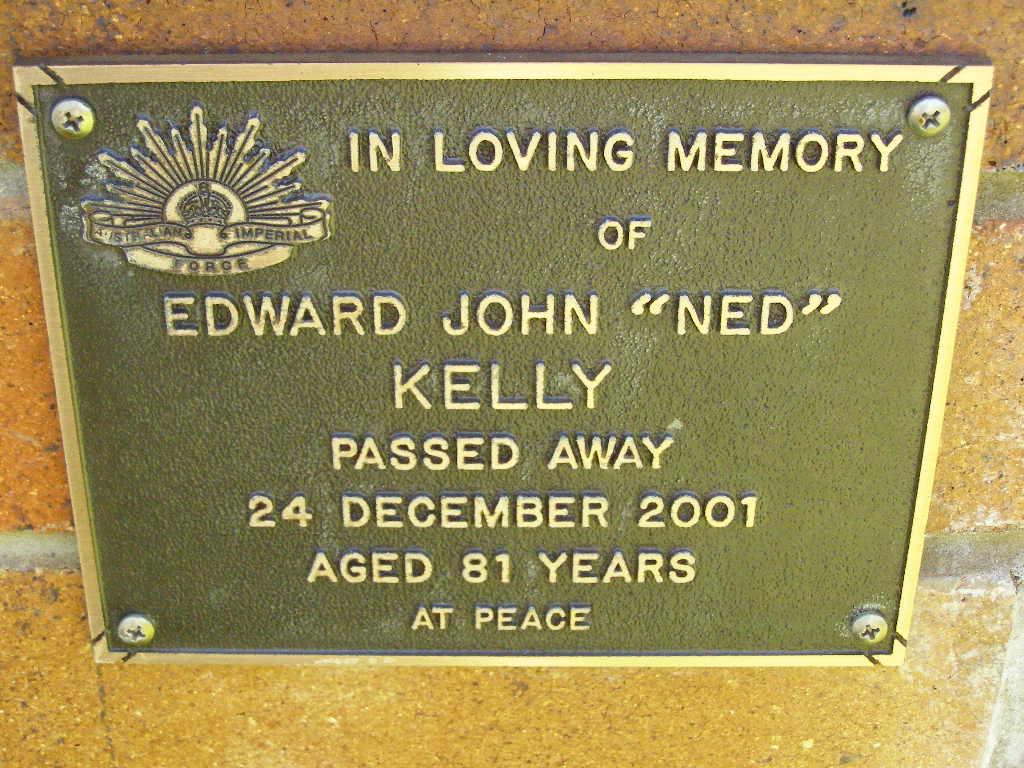 AUSTRALIAN IMPERIAL
FORCE
IN LOVING MEMORY
OF
EDWARD JOHN “NED”
KELLY
PASSED AWAY
24 DECEMBER 2001
AGED 81 YEARS
AT PEACE